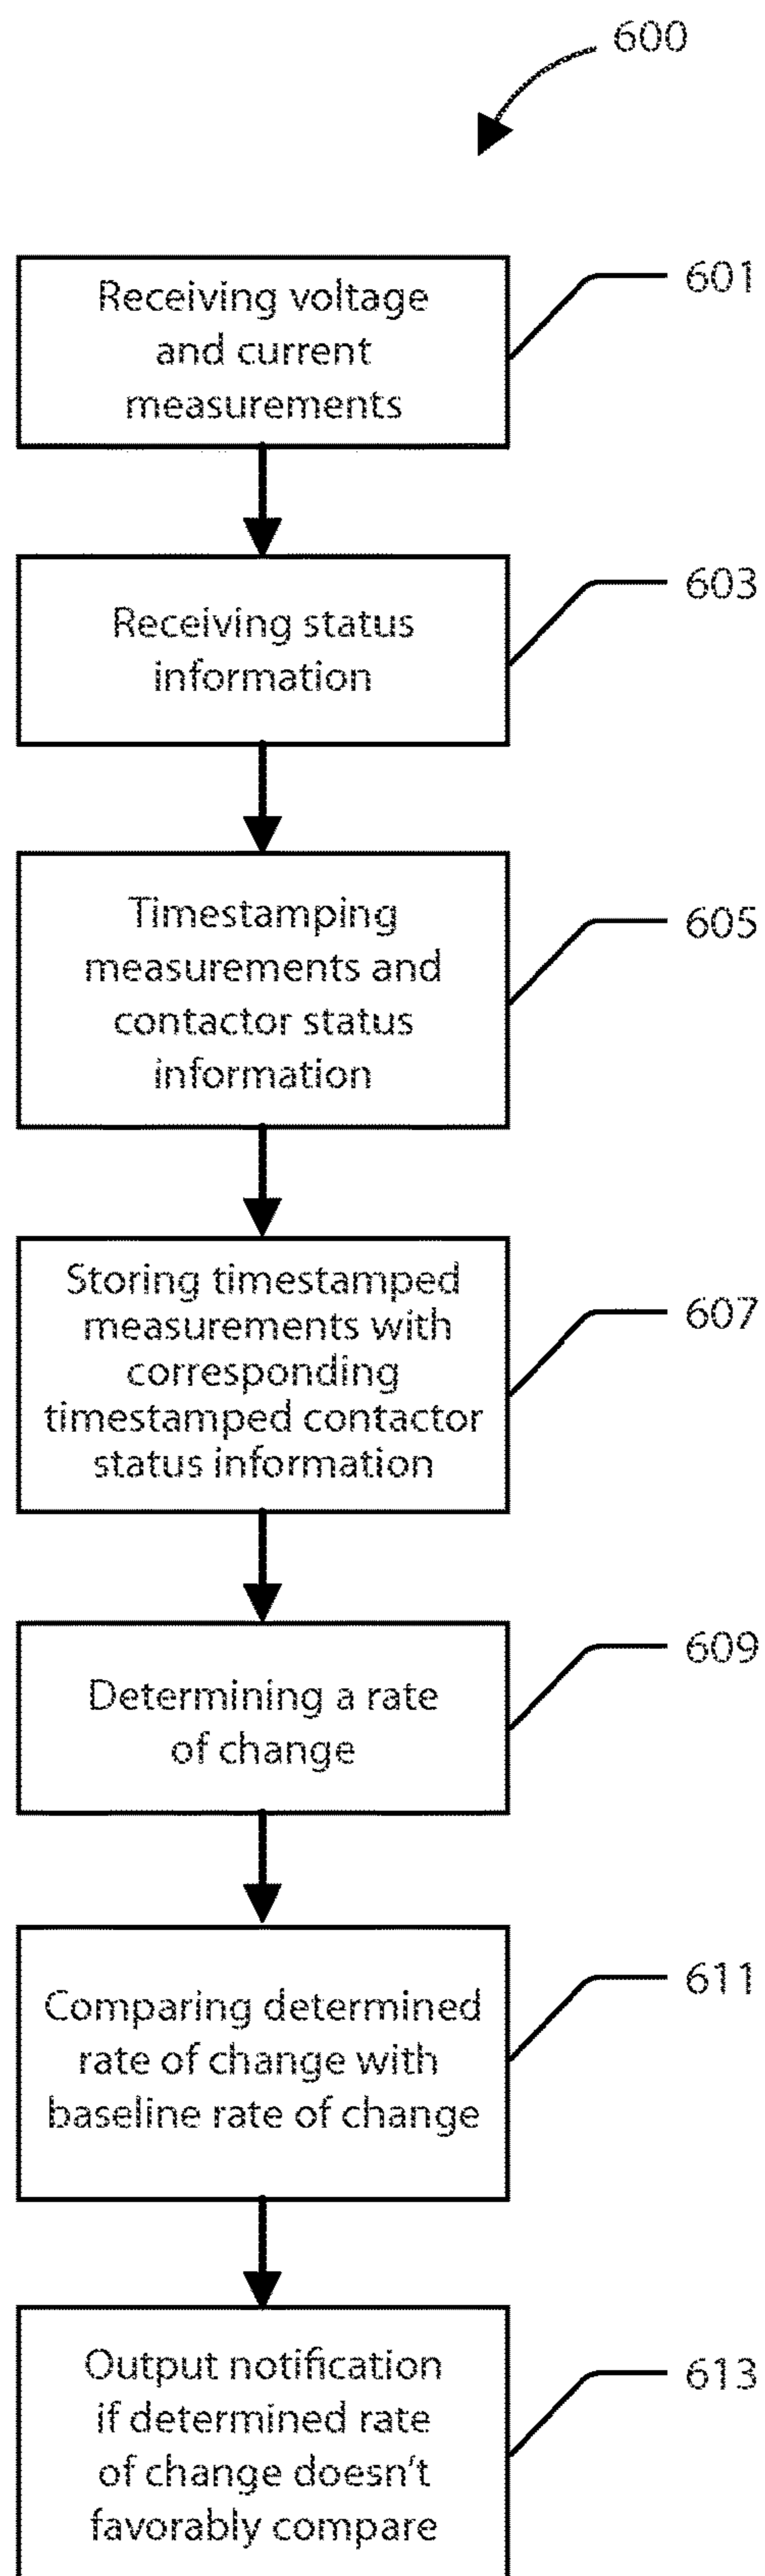 600
Receiving voltage
and current
measurements
601
Receiving status
information
603
Timestamping
measurements and
contactor status
information
605
Storing timestamped
measurements with
corresponding
timestamped contactor
status information
607
Determining a rate
of change
609
Comparing determined
rate of change with
baseline rate of change
611
Output notification
if determined rate
of change doesn't
favorably compare
613